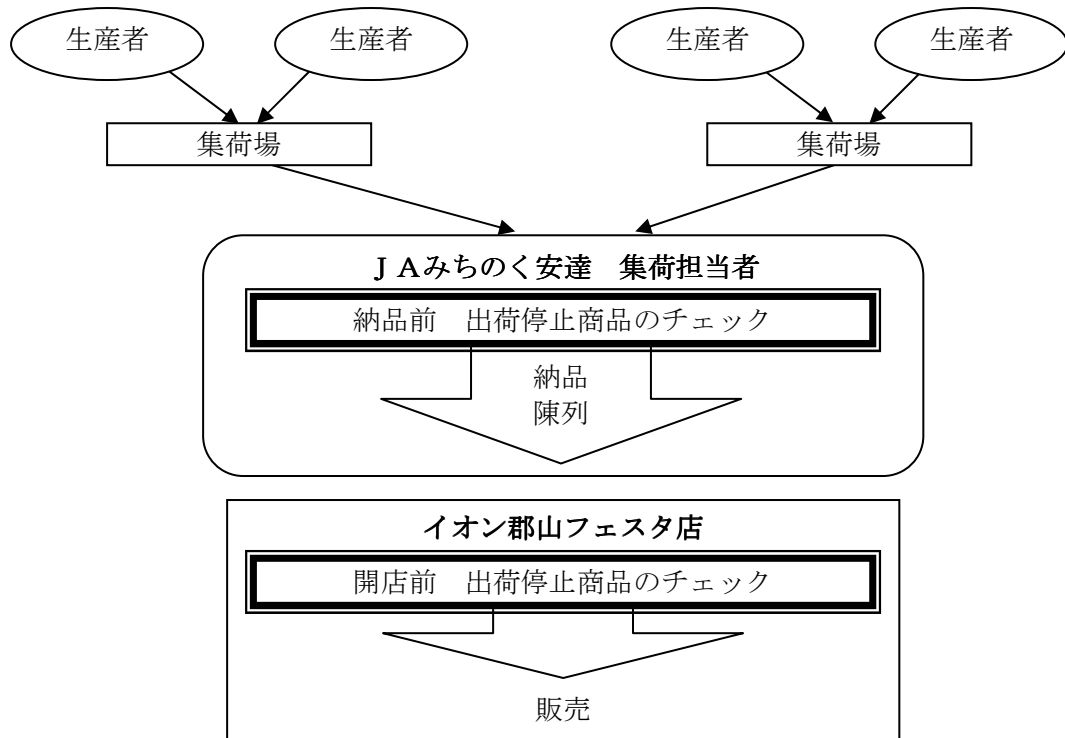 生産者
生産者
生産者
生産者
集荷場
集荷場
ＪＡみちのく安達　集荷担当者
納品前　出荷停止商品のチェック
納品
陳列
イオン郡山フェスタ店
開店前　出荷停止商品のチェック
販売